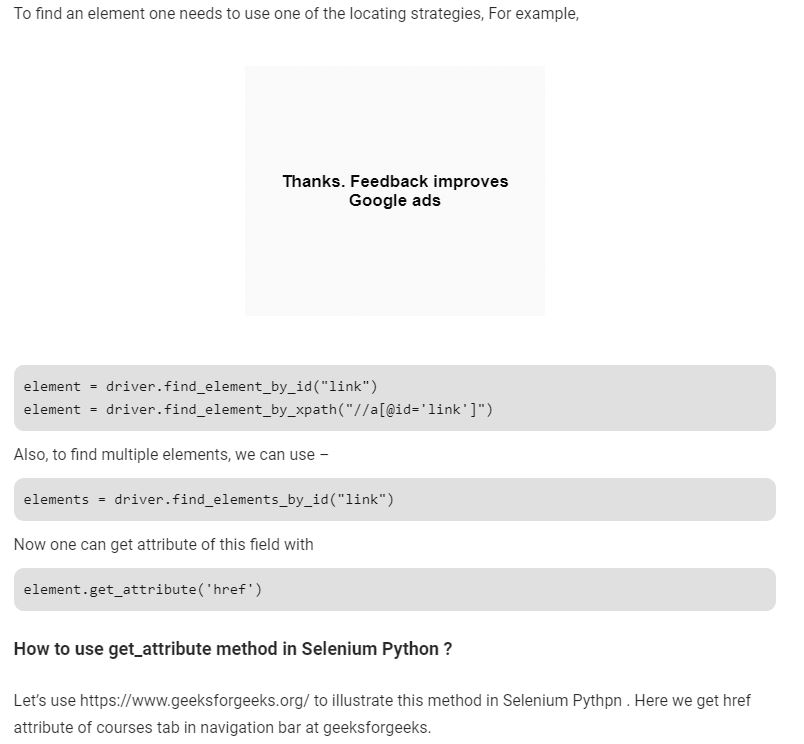 To find an element one needs to use one of the locating strategies, For example,
Thanks. Feedback improves
Google ads
element = driver.find_element_by_id("link")
element = driver.find_element_by_xpath("//a[@id='link']")
Also, to find multiple elements, we can use –
elements = driver.find_elements_by_id("link")
Now one can get attribute of this field with
element.get_attribute('href')
How to use get_attribute method in Selenium Python ?
Let’s use https://www.geeksforgeeks.org/ to illustrate this method in Selenium Pythpn . Here we get href
attribute of courses tab in navigation bar at geeksforgeeks.